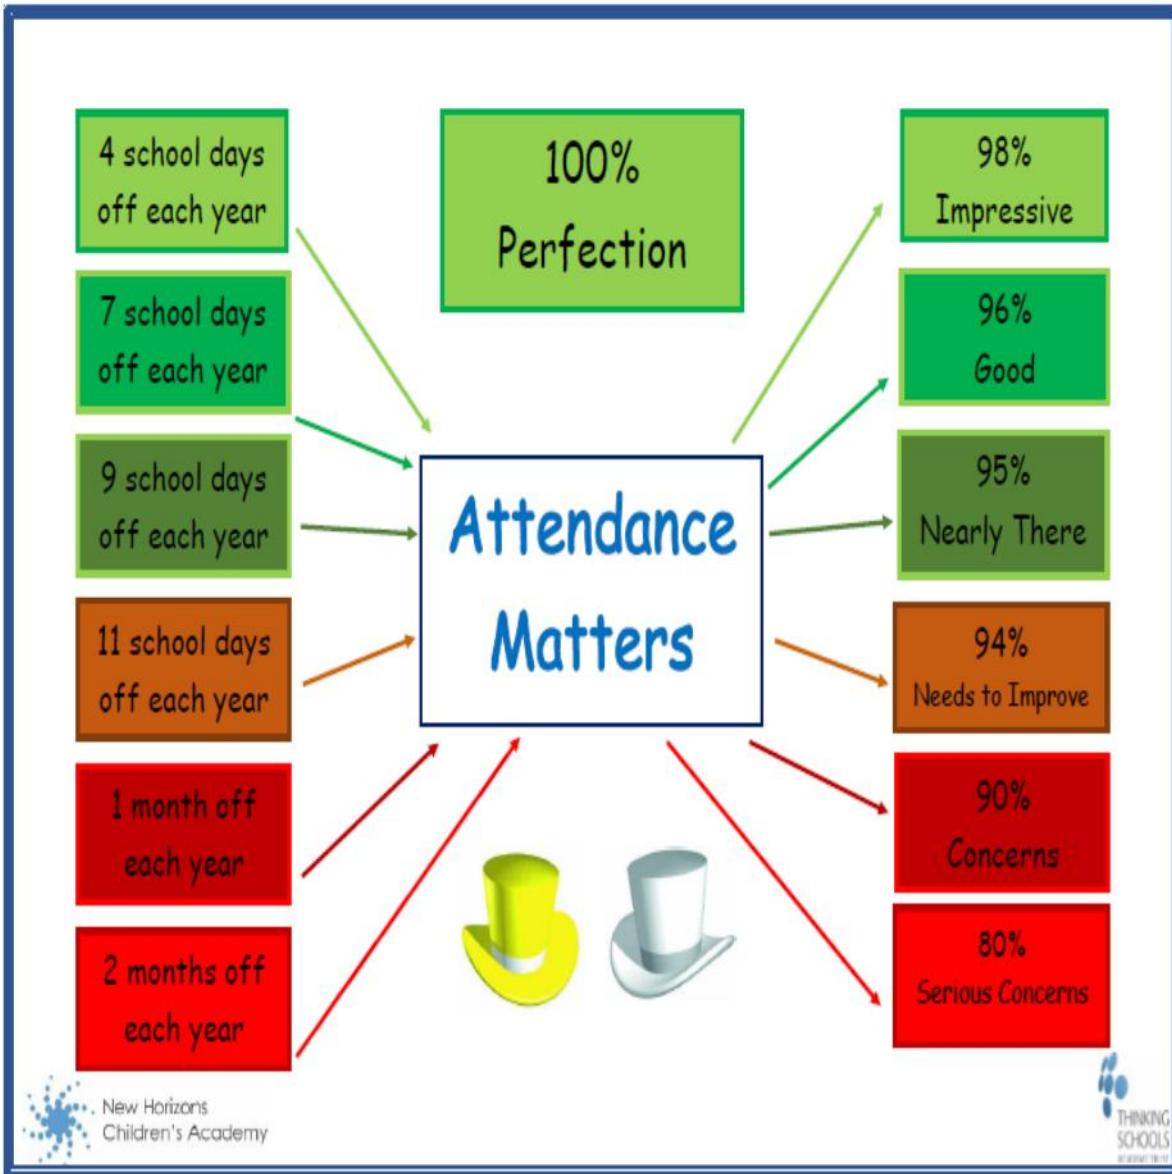 4 school days
off each year
7 school days
off each year
9 school days
off each year
11 school days
off each year
1 month off
each year
2 months off
each year
100%
Perfection
Attendance
Matters
98%
Impressive
96%
Good
95%
Nearly There
94%
Needs to Improve
90%
Concerns
80%
Serious Concerns
New Horizons
Children's Academy
THINKING
SCHOOLS
ACADEMY TRUST